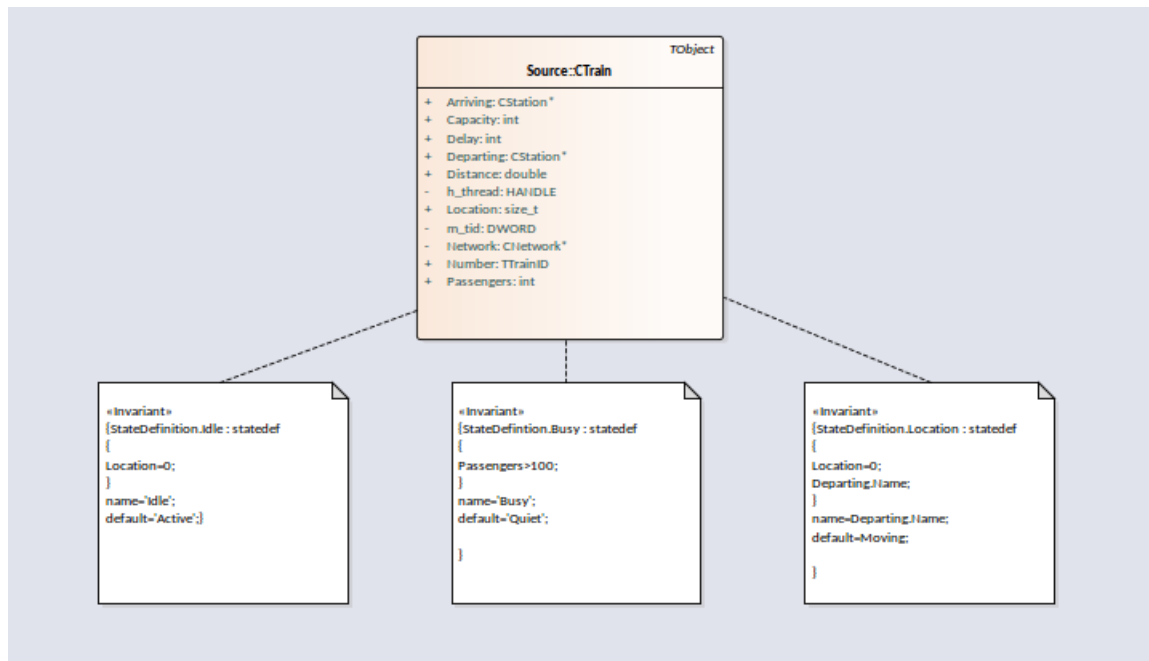 TObject
Source::CTrain
+ Arriving: CStation*
+ Capacity: int
+ Delay: int
+ Departing: CStation*
+ Distance: double
- h_thread: HANDLE
+ Location: size_t
- m_tid: DWORD
- Network: CNetwork*
+ Number: TTrainID
+ Passengers: int
«Invariant»
{StateDefinition.Idle : statedef
{
Location=0;
}
name='Idle';
default='Active';}
«Invariant»
{StateDefintion.Busy : statedef
{
Passengers>100;
}
name='Busy';
default='Quiet';
}
«Invariant»
{StateDefinition.Location : statedef
{
Location=0;
Departing.Name;
}
name=Departing.Name;
default=Moving;
}